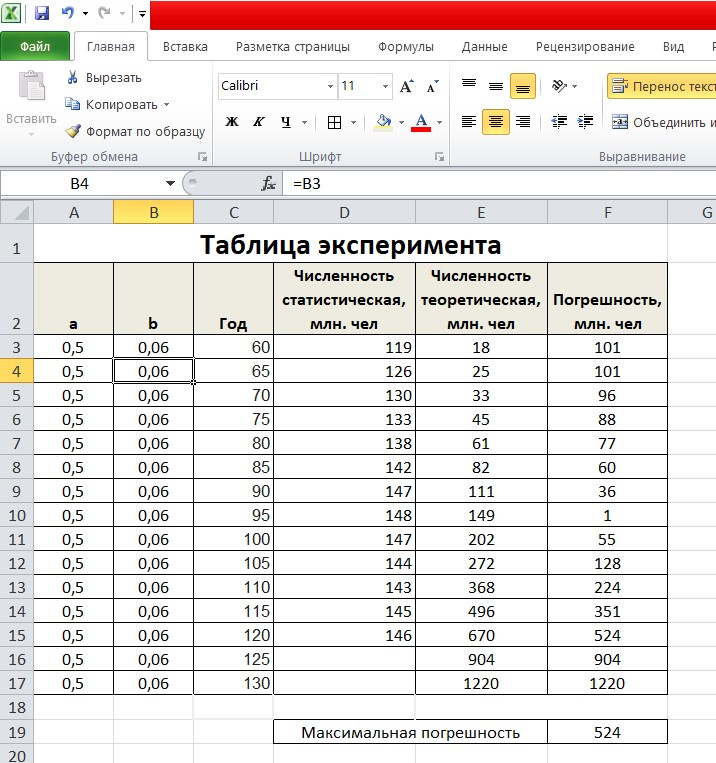 Файл Главная Вставка Разметка страницы Формулы Данные Рецензирование Вид
Вставить
Вырезать
Копировать
Формат по образцу
Буфер обмена
Calibri 11
Ж К Ч
Шрифт
Перенос текст
Объединить и
Выравнивание
B4 fx =B3
A B C D E F G
1 Таблица эксперимента
Численность Численность
статистическая, теоретическая, Погрешность,
2 a b Год млн. чел млн. чел млн. чел
3 0,5 0,06 60 119 18 101
4 0,5 0,06 65 126 25 101
5 0,5 0,06 70 130 33 96
6 0,5 0,06 75 133 45 88
7 0,5 0,06 80 138 61 77
8 0,5 0,06 85 142 82 60
9 0,5 0,06 90 147 111 36
10 0,5 0,06 95 148 149 1
11 0,5 0,06 100 147 202 55
12 0,5 0,06 105 144 272 128
13 0,5 0,06 110 143 368 224
14 0,5 0,06 115 145 496 351
15 0,5 0,06 120 146 670 524
16 0,5 0,06 125 904 904
17 0,5 0,06 130 1220 1220
18
19 Максимальная погрешность 524
20